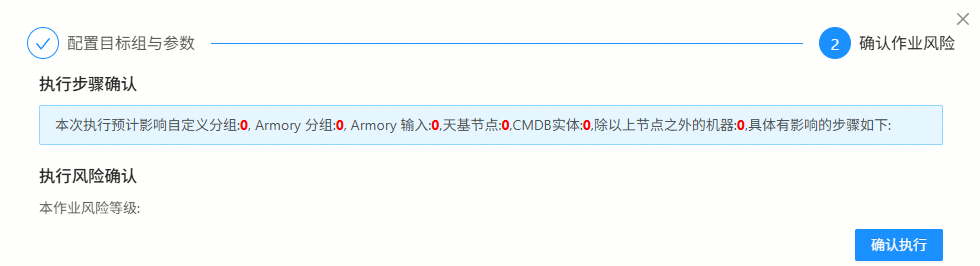 配置目标组与参数
2 确认作业风险
执行步骤确认
本次执行预计影响自定义分组:0, Armory 分组:0, Armory 输入:0,天基节点:0,CMDB实体:0,除以上节点之外的机器:0,具体有影响的步骤如下:
执行风险确认
本作业风险等级:
确认执行